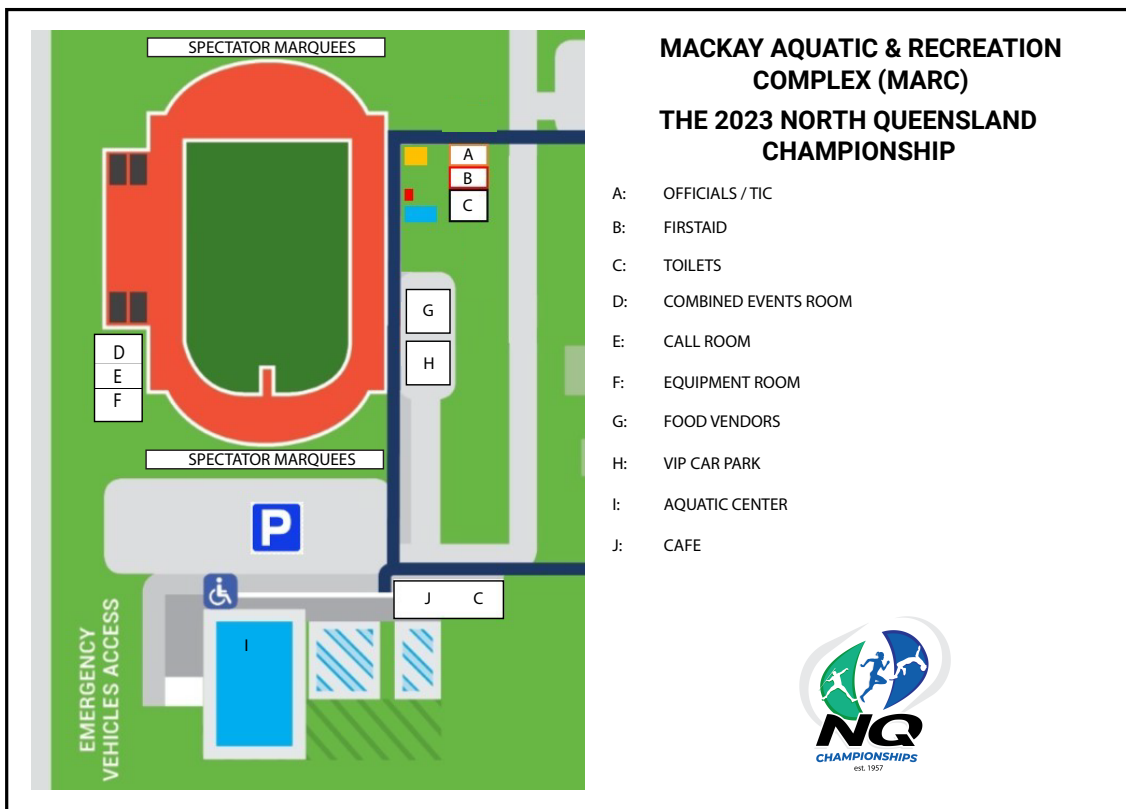 SPECTATOR MARQUEES
A
B
C
G
H
D
E
F
SPECTATOR MARQUEES
P
J C
I
EMERGENCY
VEHICLES ACCESS
MACKAY AQUATIC & RECREATION
COMPLEX (MARC)
THE 2023 NORTH QUEENSLAND
CHAMPIONSHIP
A: OFFICIALS / TIC
B: FIRSTAID
C: TOILETS
D: COMBINED EVENTS ROOM
E: CALL ROOM
F: EQUIPMENT ROOM
G: FOOD VENDORS
H: VIP CAR PARK
I: AQUATIC CENTER
J: CAFE
NQ
CHAMPIONSHIPS
est. 1957